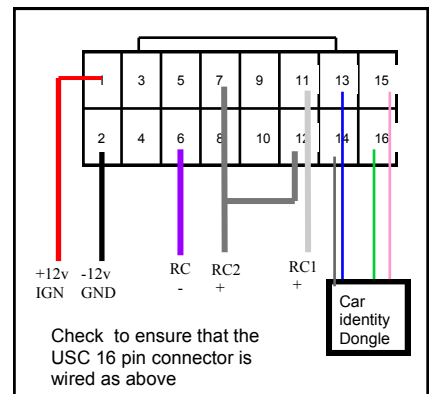 1 3 5 7 9 11 13 15
2 4 6 8 10 12 14 16
+12v -12v RC RC2 RC1
IGN GND - + +
Car
identity
Dongle
Check to ensure that the
USC 16 pin connector is
wired as above